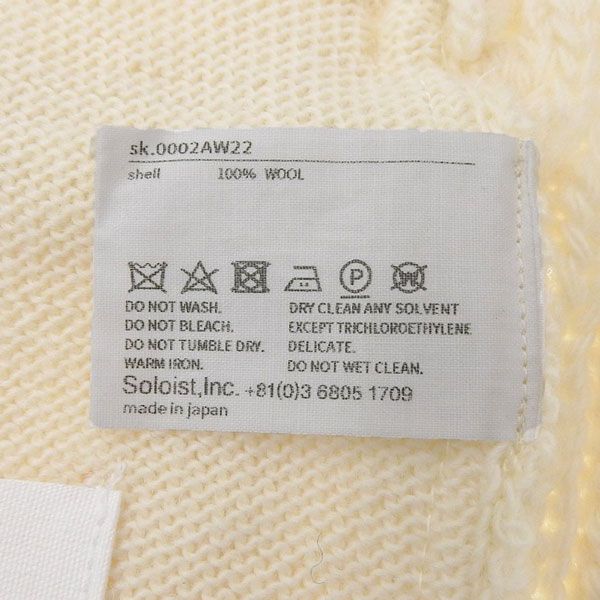 sk.0002AW22
shell 100% WOOL
P W
DO NOT WASH.
DO NOT BLEACH.
DO NOT TUMBLE DRY.
WARM IRON.
DRY CLEAN ANY SOLVENT
EXCEPT TRICHLOROETHYLENE
DELICATE.
DO NOT WET CLEAN.
Soloist,Inc. +81(0)3 6805 1709
made in japan